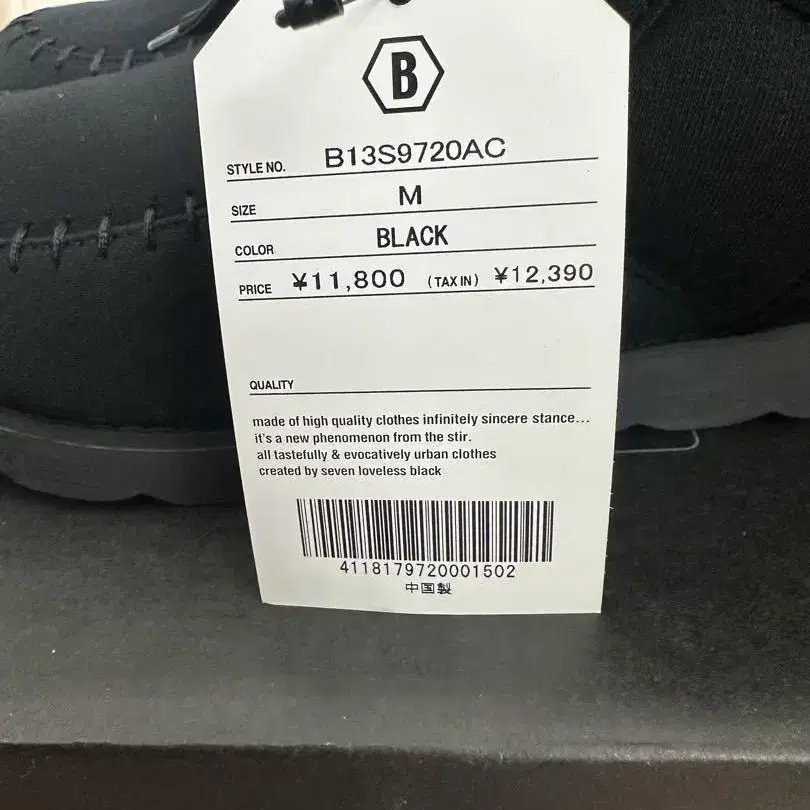 B
STYLE NO. B13S9720AC
SIZE M
COLOR BLACK
PRICE ¥11,800 (TAX IN) ¥12,390
QUALITY
made of high quality clothes infinitely sincere stance...
it's a new phenomenon from the stir.
all tastefully & evocatively urban clothes
created by seven loveless black
4118179720001502
中国製